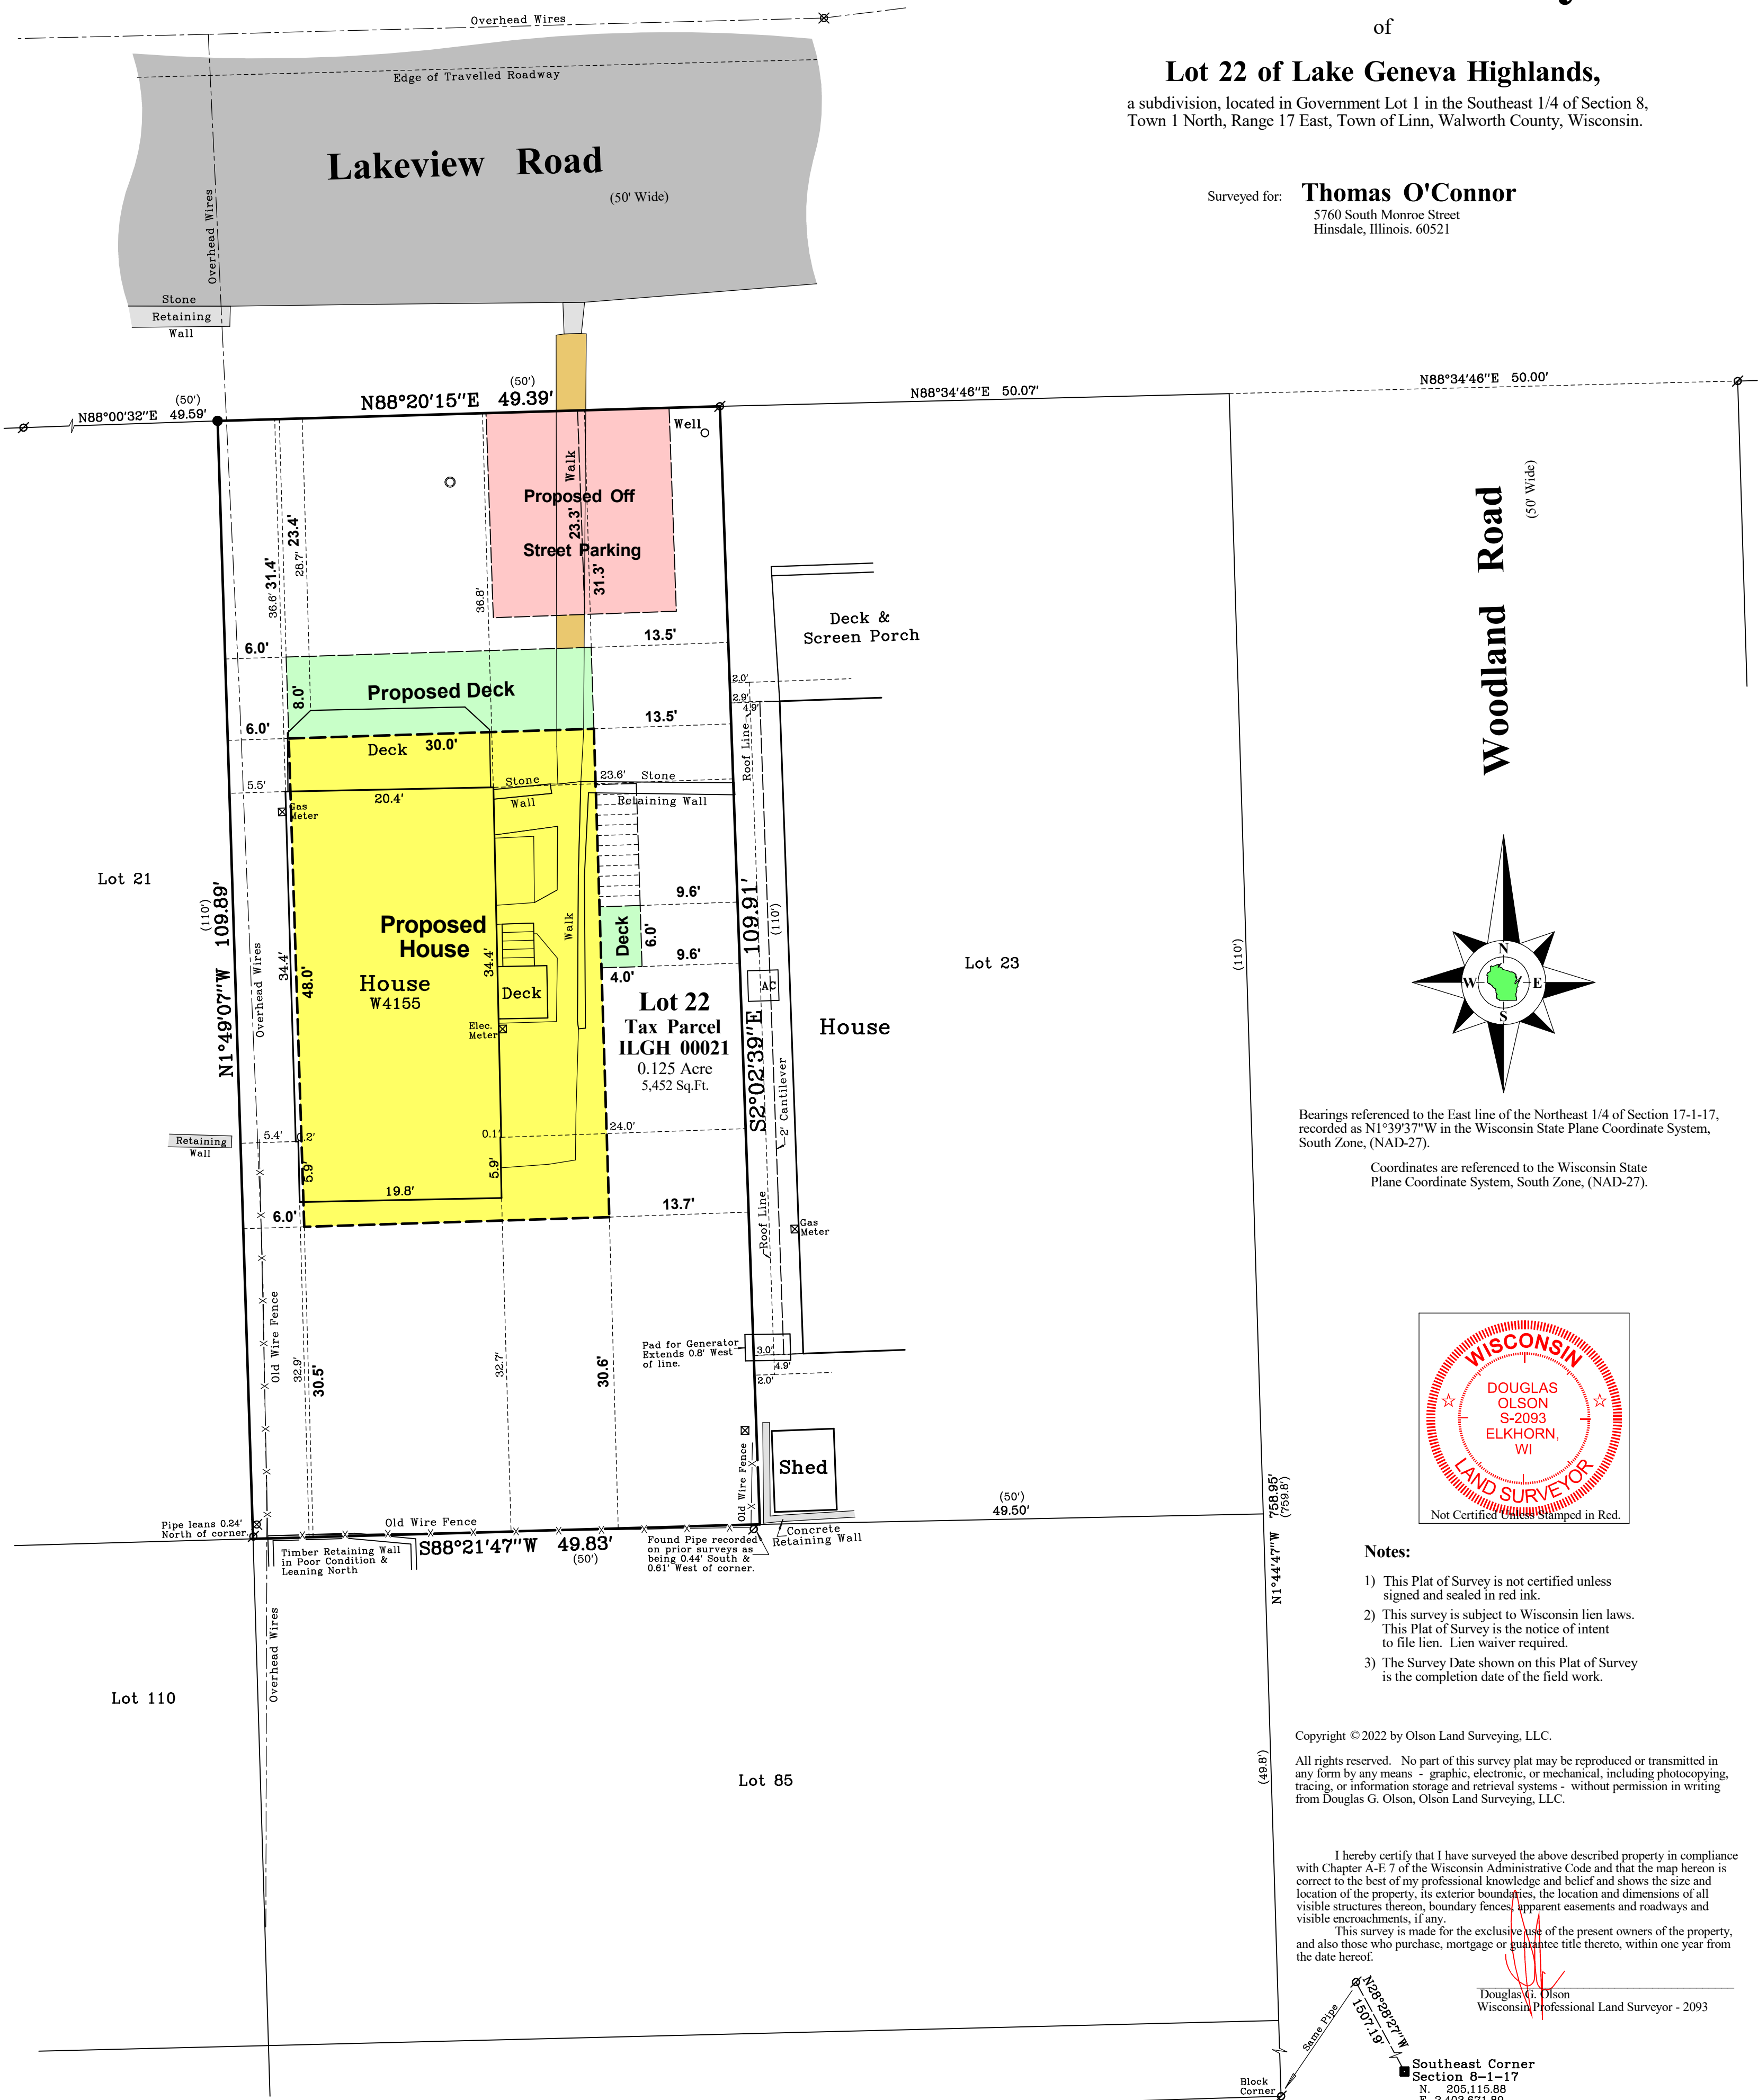 Overhead Wires
Edge of Travelled Roadway
Lakeview Road
(50' Wide)
Overhead Wires
Stone
Retaining
Wall
of
Lot 22 of Lake Geneva Highlands,
a subdivision, located in Government Lot 1 in the Southeast 1/4 of Section 8,
Town 1 North, Range 17 East, Town of Linn, Walworth County, Wisconsin.
Surveyed for: Thomas O'Connor
5760 South Monroe Street
Hinsdale, Illinois. 60521
(50')
N88°00'32"E 49.59'
(50')
N88°20'15"E 49.39'
N88°34'46"E 50.07'
N88°34'46"E 50.00'
Well
Walk
Proposed Off
23.3'
Street Parking
31.3'
23.4'
28.7'
31.4'
36.6'
36.8'
6.0'
13.5'
8.0'
Proposed Deck
6.0'
13.5'
Deck 30.0'
5.5'
20.4'
Gas
Meter
Stone
Wall
23.6' Stone
Retaining Wall
Deck &
Screen Porch
2.0'
2.9'
4.9'
Roof Line
Lot 21
(110')
N1°49'07"W 109.89'
Overhead Wires
34.4'
48.0'
Proposed
House
House
W4155
34.4'
Deck
Elec.
Meter
Walk
9.6'
Deck
6.0'
9.6'
4.0'
Lot 22
Tax Parcel
ILGH 00021
0.125 Acre
5,452 Sq.Ft.
S2°02'39"E 109.91'
(110')
AC
House
Lot 23
(110')
2' Cantilever
Retaining
Wall
5.4'
0.2'
0.1'
24.0'
5.9'
5.9'
19.8'
6.0'
13.7'
Roof Line
Gas
Meter
Old Wire Fence
32.9'
30.5'
32.7'
30.6'
Pad for Generator
Extends 0.8' West
of line.
3.0'
4.9'
2.0'
Old Wire Fence
Shed
Concrete
Retaining Wall
(50')
49.50'
Pipe leans 0.24'
North of corner.
Old Wire Fence
Timber Retaining Wall
in Poor Condition &
Leaning North
S88°21'47"W 49.83'
(50')
Found Pipe recorded
on prior surveys as
being 0.44' South &
0.61' West of corner.
Overhead Wires
Lot 110
Lot 85
N1°44'47"W 758.95'
(759.8')
(49.8')
Woodland Road
(50' Wide)
N
W
E
S
Bearings referenced to the East line of the Northeast 1/4 of Section 17-1-17,
recorded as N1°39'37"W in the Wisconsin State Plane Coordinate System,
South Zone, (NAD-27).
Coordinates are referenced to the Wisconsin State
Plane Coordinate System, South Zone, (NAD-27).
WISCONSIN
DOUGLAS
OLSON
S-2093
ELKHORN,
WI
LAND SURVEYOR
Not Certified Unless Stamped in Red.
Notes:
1) This Plat of Survey is not certified unless
signed and sealed in red ink.
2) This survey is subject to Wisconsin lien laws.
This Plat of Survey is the notice of intent
to file lien. Lien waiver required.
3) The Survey Date shown on this Plat of Survey
is the completion date of the field work.
Copyright © 2022 by Olson Land Surveying, LLC.
All rights reserved. No part of this survey plat may be reproduced or transmitted in
any form by any means - graphic, electronic, or mechanical, including photocopying,
tracing, or information storage and retrieval systems - without permission in writing
from Douglas G. Olson, Olson Land Surveying, LLC.
I hereby certify that I have surveyed the above described property in compliance
with Chapter A-E 7 of the Wisconsin Administrative Code and that the map hereon is
correct to the best of my professional knowledge and belief and shows the size and
location of the property, its exterior boundaries, the location and dimensions of all
visible structures thereon, boundary fences, apparent easements and roadways and
visible encroachments, if any.
This survey is made for the exclusive use of the present owners of the property,
and also those who purchase, mortgage or guarantee title thereto, within one year from
the date hereof.
Douglas G. Olson
Wisconsin Professional Land Surveyor - 2093
N28°28'27"W
1507.19'
Same Pipe
Block
Corner
Southeast Corner
Section 8-1-17
N. 205,115.88